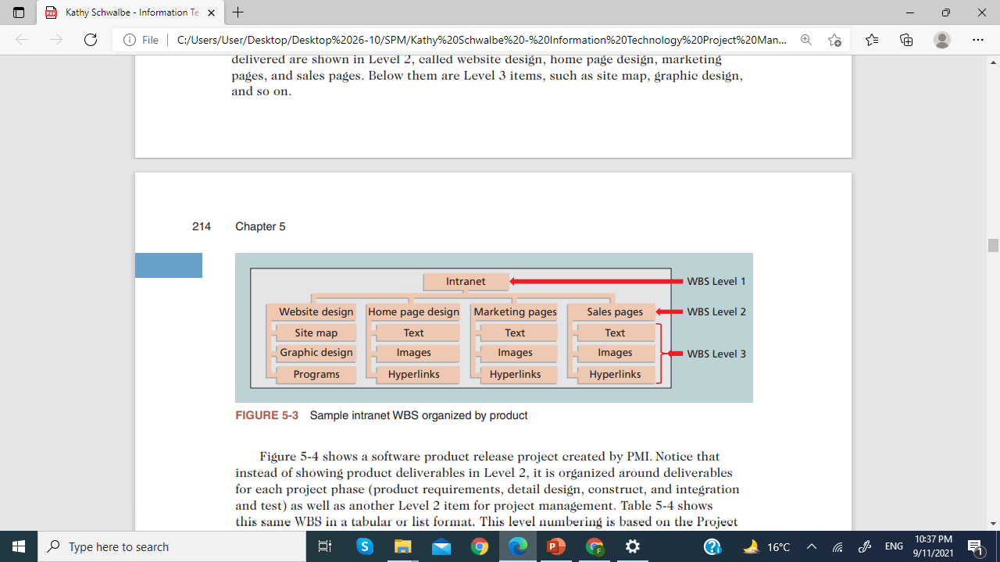 Kathy Schwalbe - Information Te
File
C:/Users/User/Desktop/Desktop%2026-10/SPM/Kathy%20Schwalbe%20-%20Information%20Technology%20Project%20Man...
delivered are shown in Level 2, called website design, home page design, marketing
pages, and sales pages. Below them are Level 3 items, such as site map, graphic design,
and so on.
214 Chapter 5
Intranet WBS Level 1
Website design Home page design Marketing pages Sales pages WBS Level 2
Site map Text Text Text
Graphic design Images Images Images WBS Level 3
Programs Hyperlinks Hyperlinks Hyperlinks
FIGURE 5-3 Sample intranet WBS organized by product
Figure 5-4 shows a software product release project created by PMI. Notice that
instead of showing product deliverables in Level 2, it is organized around deliverables
for each project phase (product requirements, detail design, construct, and integration
and test) as well as another Level 2 item for project management. Table 5-4 shows
this same WBS in a tabular or list format. This level numbering is based on the Project
Type here to search
16°C
ENG
10:37 PM
9/11/2021
1